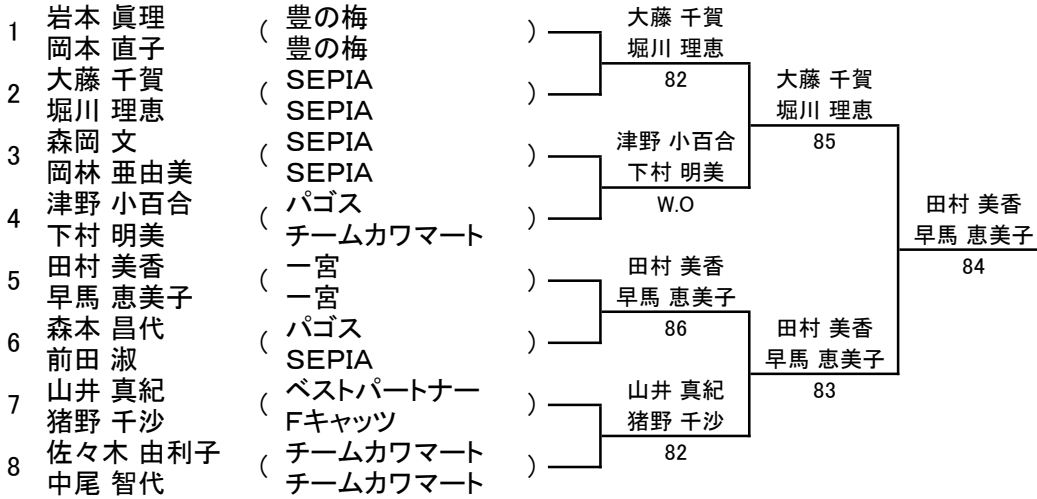 1 岩本 眞理 ( 豊の梅 )
岡本 直子 豊の梅
2 大藤 千賀 ( SEPIA )
堀川 理恵 SEPIA
3 森岡 文 ( SEPIA )
岡林 亜由美 SEPIA
4 津野 小百合 ( パゴス )
下村 明美 チームカワマート
5 田村 美香 ( 一宮 )
早馬 恵美子 一宮
6 森本 昌代 ( パゴス )
前田 淑 SEPIA
7 山井 真紀 ( ベストパートナー )
猪野 千沙 Fキャッツ
8 佐々木 由利子 ( チームカワマート )
中尾 智代 チームカワマート
大藤 千賀
堀川 理恵
82
津野 小百合
下村 明美
W.O
田村 美香
早馬 恵美子
86
山井 真紀
猪野 千沙
82
大藤 千賀
堀川 理恵
85
田村 美香
早馬 恵美子
83
田村 美香
早馬 恵美子
84